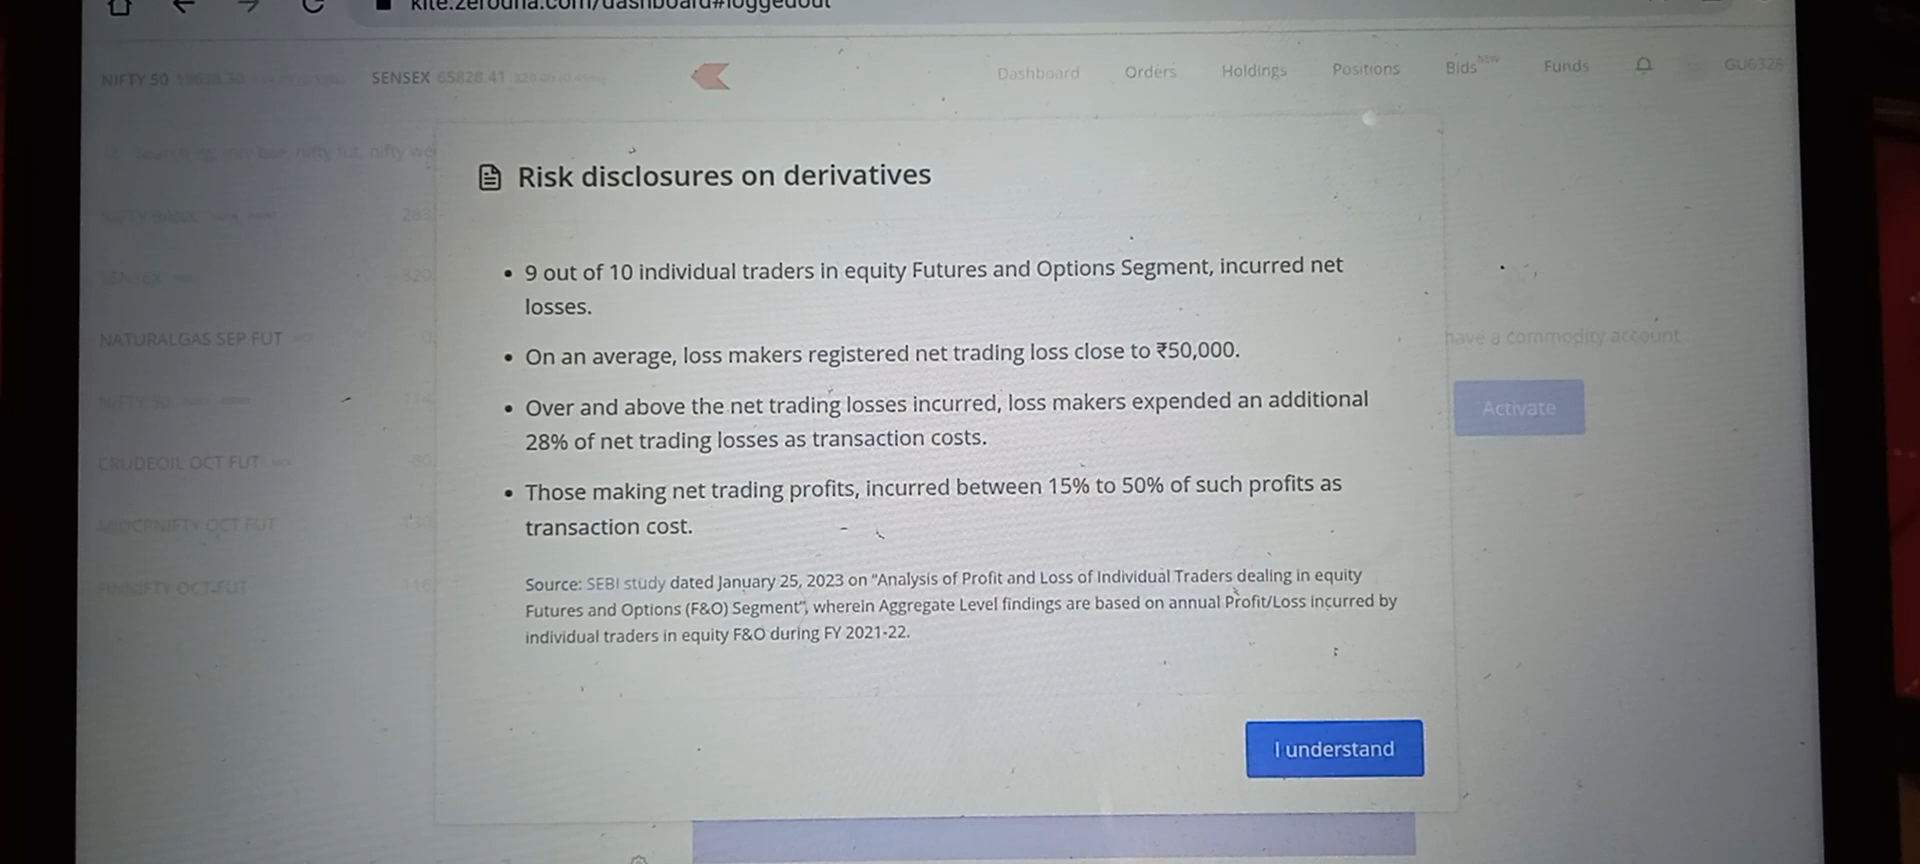 kite.zerodha.com/dashboard#loggedout
NIFTY 50 SENSEX 65828.41 Dashboard Orders Holdings Positions Bids NEW Funds
Risk disclosures on derivatives
• 9 out of 10 individual traders in equity Futures and Options Segment, incurred net
losses.
NATURALGAS SEP FUT
have a commodity account
• On an average, loss makers registered net trading loss close to ₹50,000.
• Over and above the net trading losses incurred, loss makers expended an additional
28% of net trading losses as transaction costs.
Activate
CRUDEOIL OCT FUT
• Those making net trading profits, incurred between 15% to 50% of such profits as
transaction cost.
MIDCPNIFTY OCT FUT
Source: SEBI study dated January 25, 2023 on "Analysis of Profit and Loss of Individual Traders dealing in equity
Futures and Options (F&O) Segment", wherein Aggregate Level findings are based on annual Profit/Loss incurred by
individual traders in equity F&O during FY 2021-22.
I understand